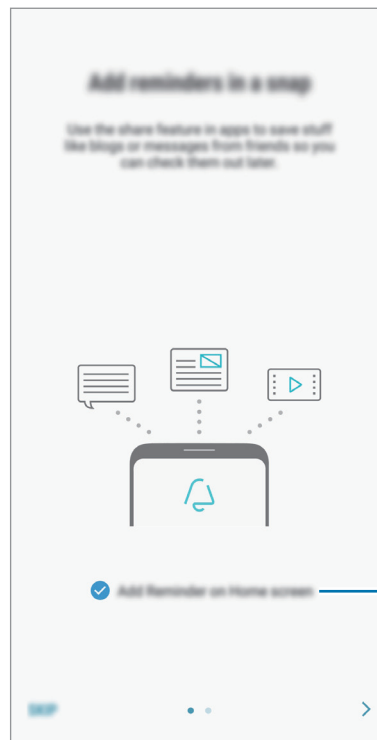 Add reminders in a snap
Use the share feature in apps to save stuff
like blogs or messages from friends so you
can check them out later.
Add Reminder on Home screen
SKIP